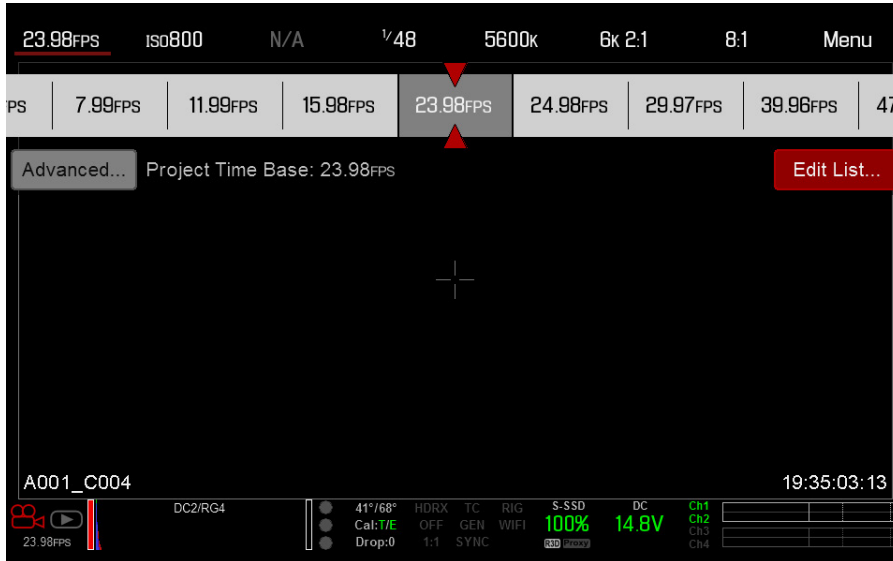 23.98FPS ISO800 N/A 1/48 5600K 6K 2:1 8:1 Menu
PS 7.99FPS 11.99FPS 15.98FPS 23.98FPS 24.98FPS 29.97FPS 39.96FPS 47
Advanced... Project Time Base: 23.98FPS Edit List...
A001_C004 19:35:03:13
DC2/RG4 41°/68° HDRX TC RIG S-SSD DC Ch1
Cal:T/E OFF GEN WIFI 100% 14.8V Ch2
23.98FPS Drop:0 1:1 SYNC R3D Proxy Ch3
Ch4